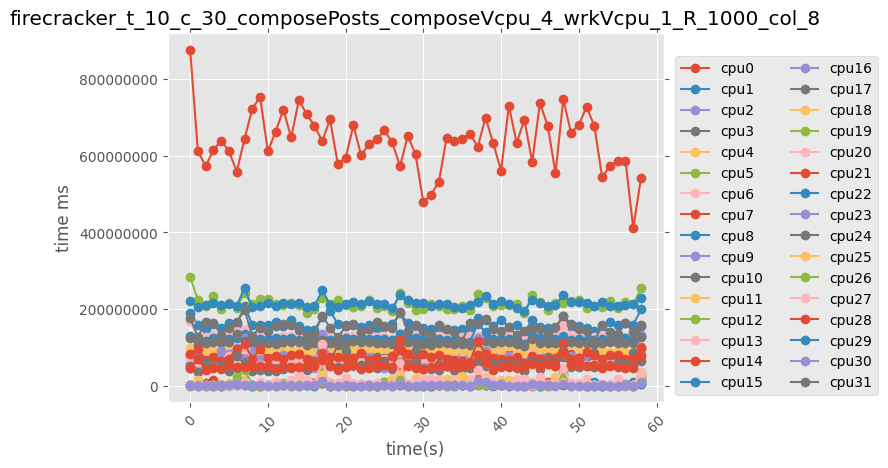 firecracker_t_10_c_30_composePosts_composeVcpu_4_wrkVcpu_1_R_1000_col_8
time ms
800000000
600000000
400000000
200000000
0
0
10
20
30
40
50
60
time(s)
cpu0
cpu1
cpu2
cpu3
cpu4
cpu5
cpu6
cpu7
cpu8
cpu9
cpu10
cpu11
cpu12
cpu13
cpu14
cpu15
cpu16
cpu17
cpu18
cpu19
cpu20
cpu21
cpu22
cpu23
cpu24
cpu25
cpu26
cpu27
cpu28
cpu29
cpu30
cpu31